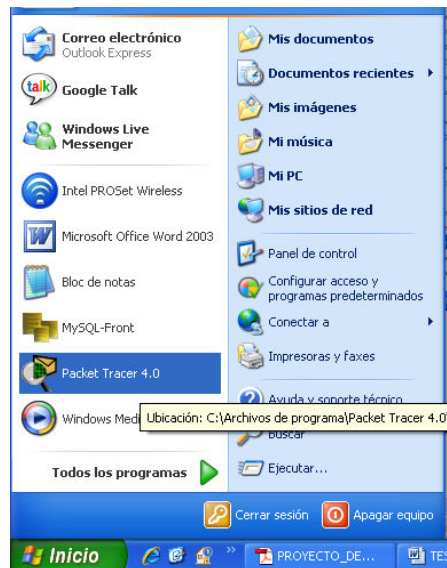 Correo electrónico
Outlook Express
talk
Google Talk
Windows Live
Messenger
Intel PROSet Wireless
W
Microsoft Office Word 2003
Bloc de notas
MySQL-Front
Packet Tracer 4.0
Windows Medi
Todos los programas
Mis documentos
Documentos recientes
Mis imágenes
Mi música
Mi PC
Mis sitios de red
Panel de control
Configurar acceso y
programas predeterminados
Conectar a
Impresoras y faxes
Ayuda y soporte técnico
Ubicación: C:\Archivos de programa\Packet Tracer 4.0
Buscar
Ejecutar...
Cerrar sesión
Apagar equipo
Inicio
PROYECTO_DE...
TES